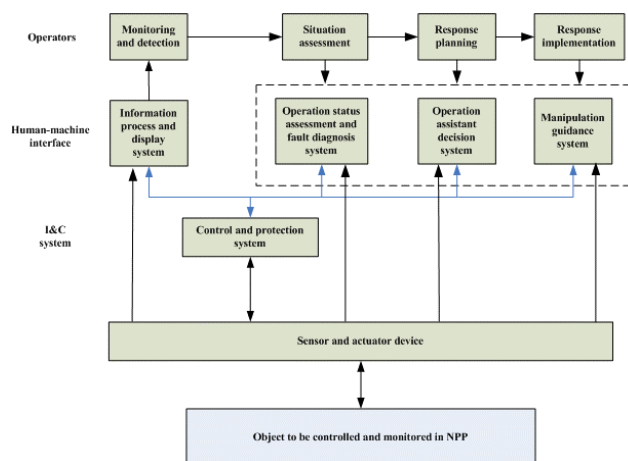 Operators
Monitoring
and detection
Situation
assessment
Response
planning
Response
implementation
Human-machine
interface
Information
process and
display
system
Operation status
assessment and
fault diagnosis
system
Operation
assistant
decision
system
Manipulation
guidance
system
I&C
system
Control and protection
system
Sensor and actuator device
Object to be controlled and monitored in NPP